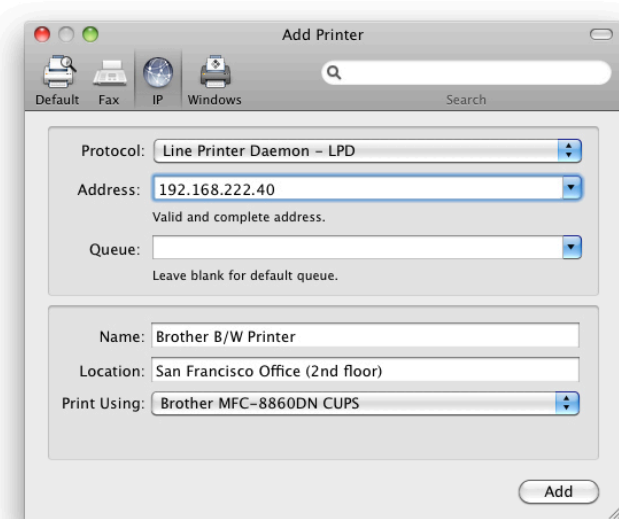 Add Printer
Default Fax IP Windows Search
Protocol: Line Printer Daemon – LPD
Address: 192.168.222.40
Valid and complete address.
Queue:
Leave blank for default queue.
Name: Brother B/W Printer
Location: San Francisco Office (2nd floor)
Print Using: Brother MFC-8860DN CUPS
Add